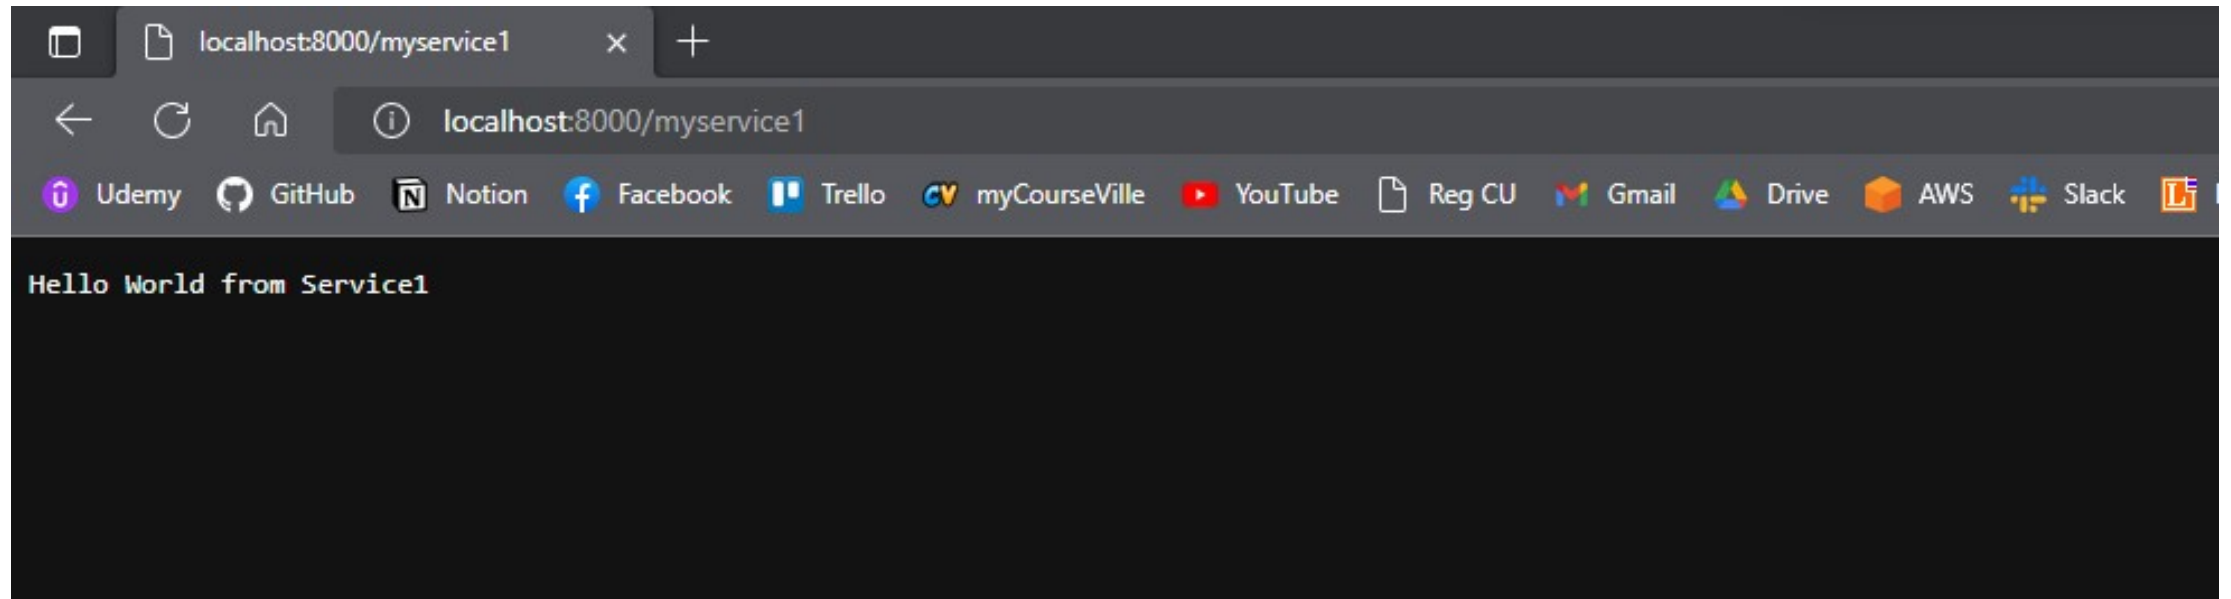 localhost:8000/myservice1
localhost:8000/myservice1
Udemy GitHub Notion Facebook Trello myCourseVille YouTube Reg CU Gmail Drive AWS Slack
Hello World from Service1